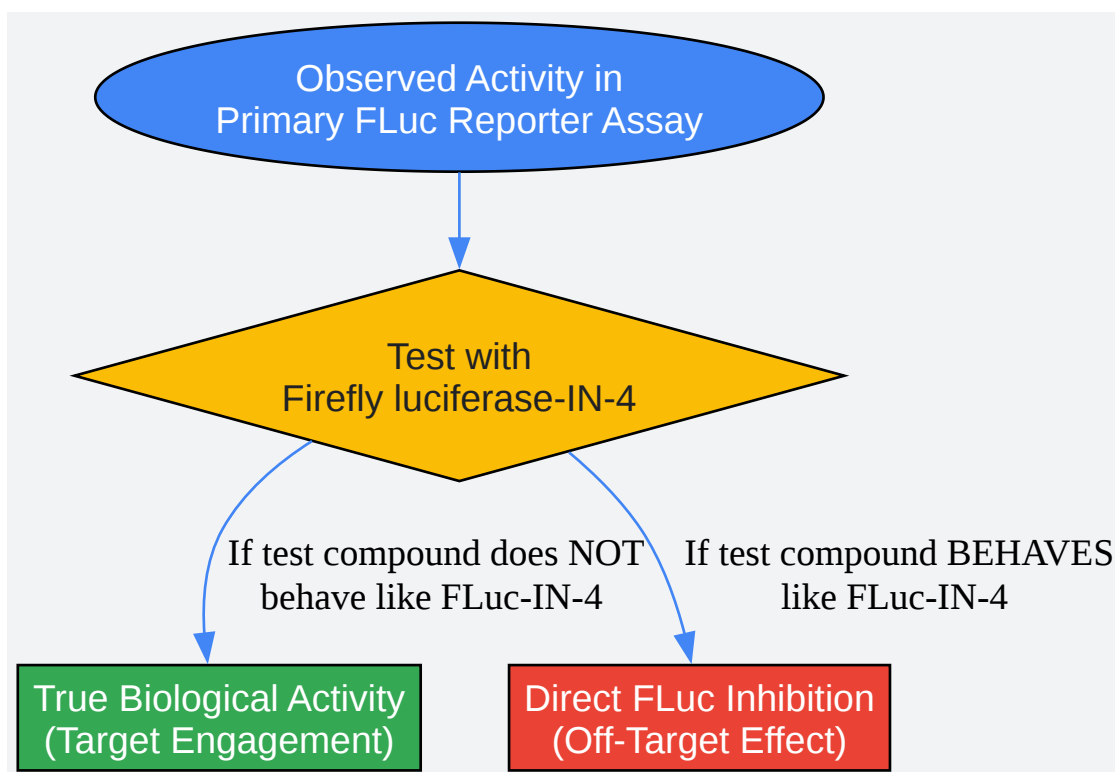 Observed Activity in
Primary FLuc Reporter Assay
Test with
Firefly luciferase-IN-4
If test compound does NOT
behave like FLuc-IN-4
If test compound BEHAVES
like FLuc-IN-4
True Biological Activity
(Target Engagement)
Direct FLuc Inhibition
(Off-Target Effect)